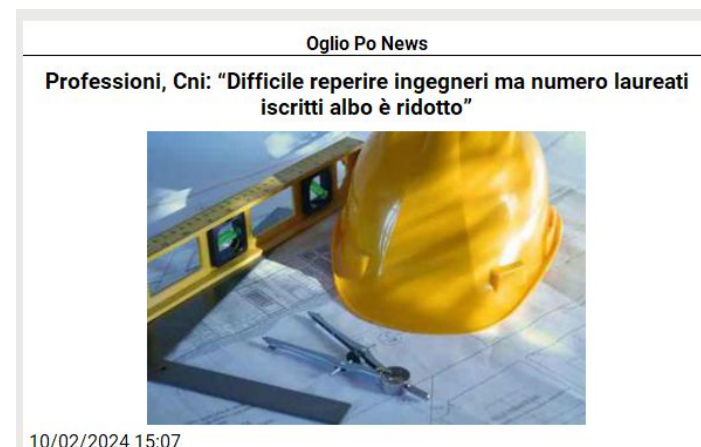 Oglio Po News
Professioni, Cni: “Difficile reperire ingegneri ma numero laureati
iscritti albo è ridotto”
10/02/2024 15:07